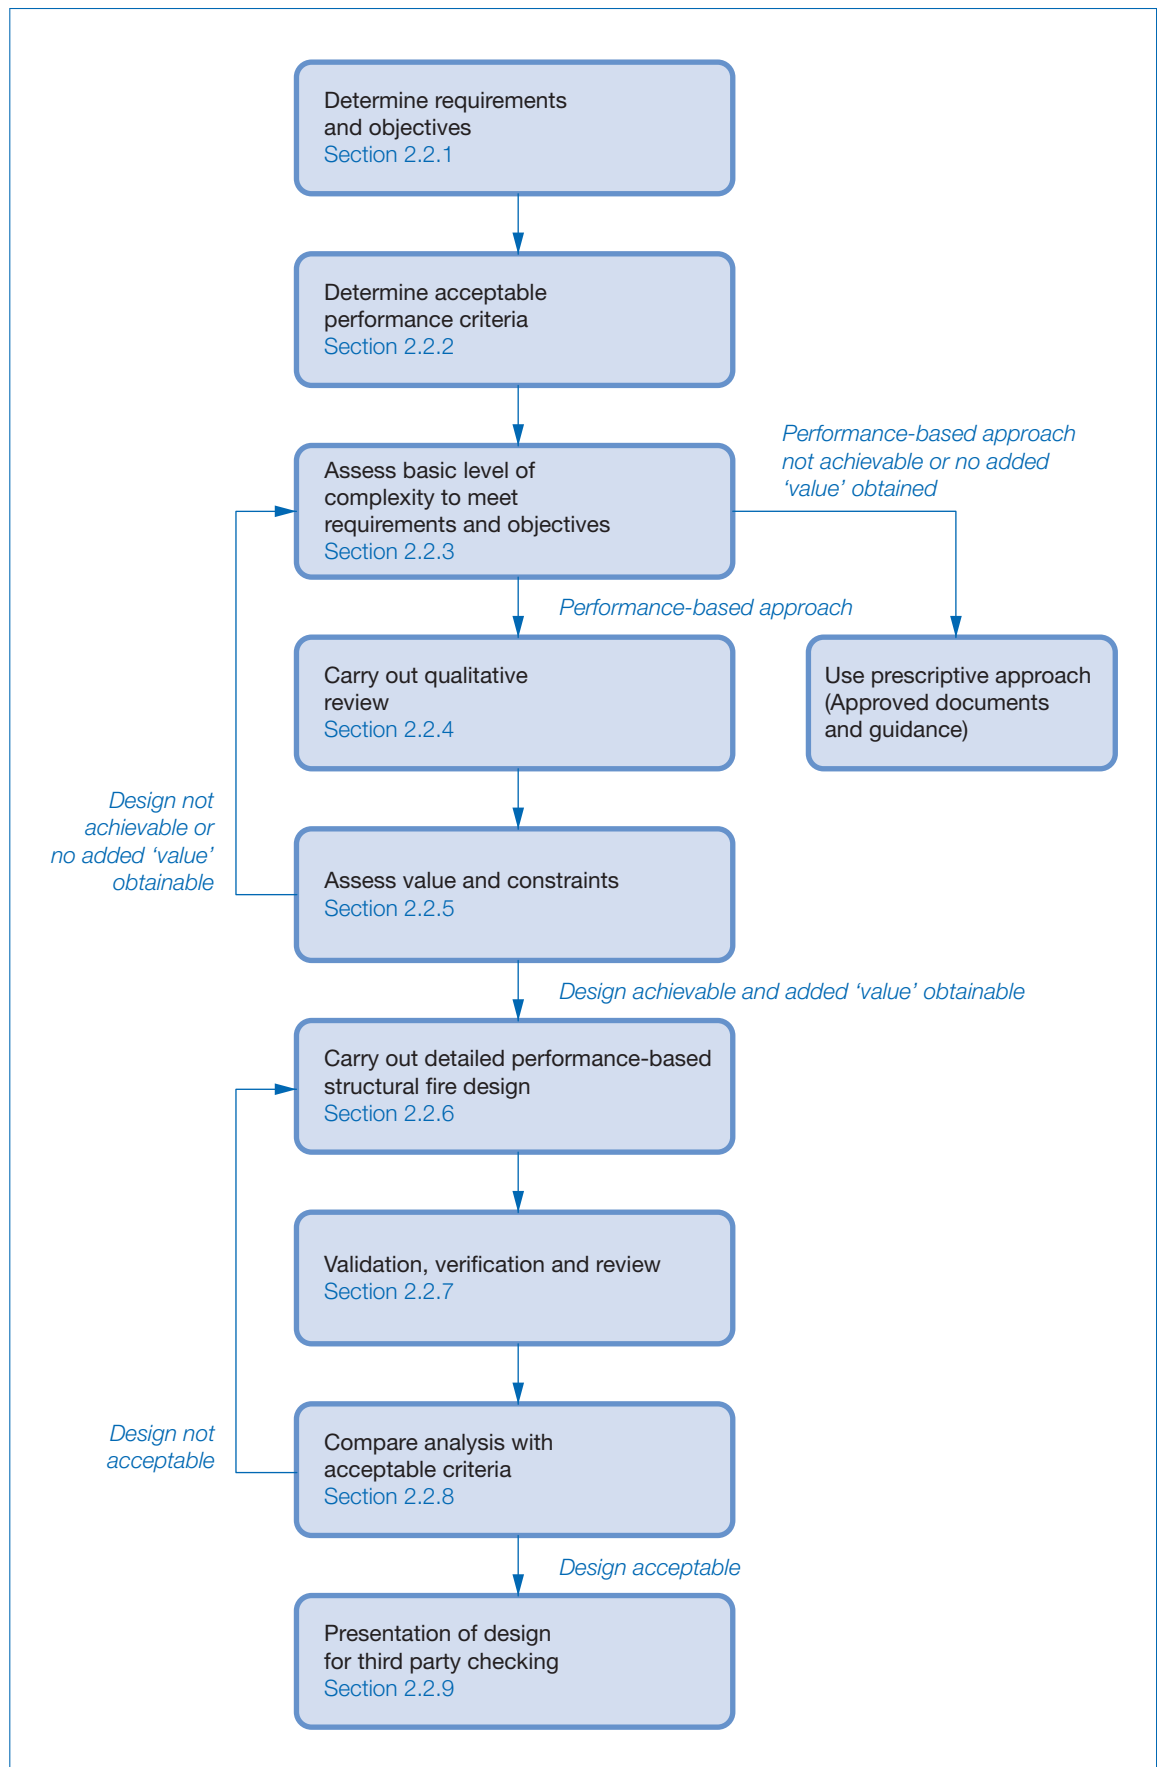 Determine requirements
and objectives
Section 2.2.1
Determine acceptable
performance criteria
Section 2.2.2
Performance-based approach
not achievable or no added
‘value’ obtained
Assess basic level of
complexity to meet
requirements and objectives
Section 2.2.3
Performance-based approach
Carry out qualitative
review
Section 2.2.4
Use prescriptive approach
(Approved documents
and guidance)
Design not
achievable or
no added ‘value’
obtainable
Assess value and constraints
Section 2.2.5
Design achievable and added ‘value’ obtainable
Carry out detailed performance-based
structural fire design
Section 2.2.6
Validation, verification and review
Section 2.2.7
Design not
acceptable
Compare analysis with
acceptable criteria
Section 2.2.8
Design acceptable
Presentation of design
for third party checking
Section 2.2.9